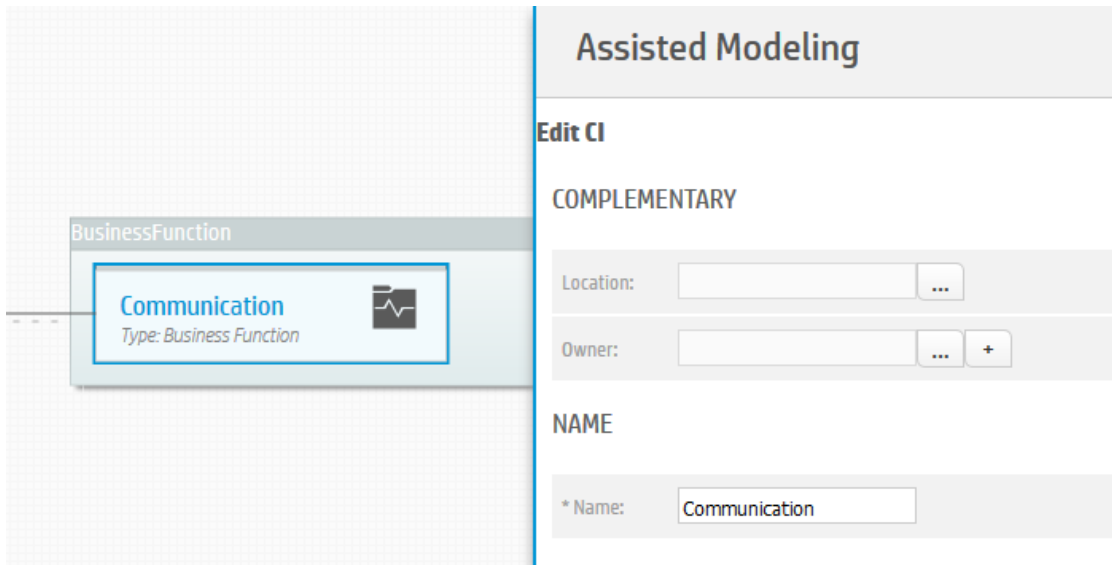 Assisted Modeling
Edit CI
COMPLEMENTARY
BusinessFunction
Communication
Type: Business Function
Location:
...
Owner:
...
+
NAME
* Name:
Communication